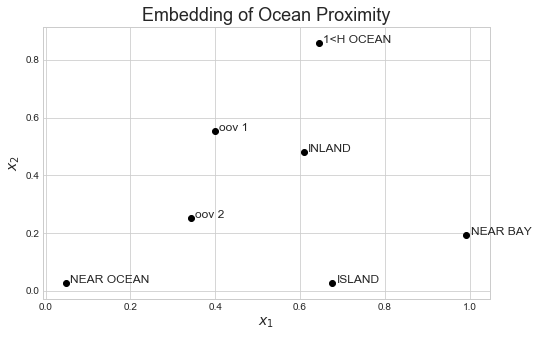 Embedding of Ocean Proximity
1<H OCEAN
0.8
0.6
oov 1
INLAND
x2
0.4
oov 2
NEAR BAY
0.2
NEAR OCEAN
ISLAND
0.0
0.0 0.2 0.4 0.6 0.8 1.0
x1